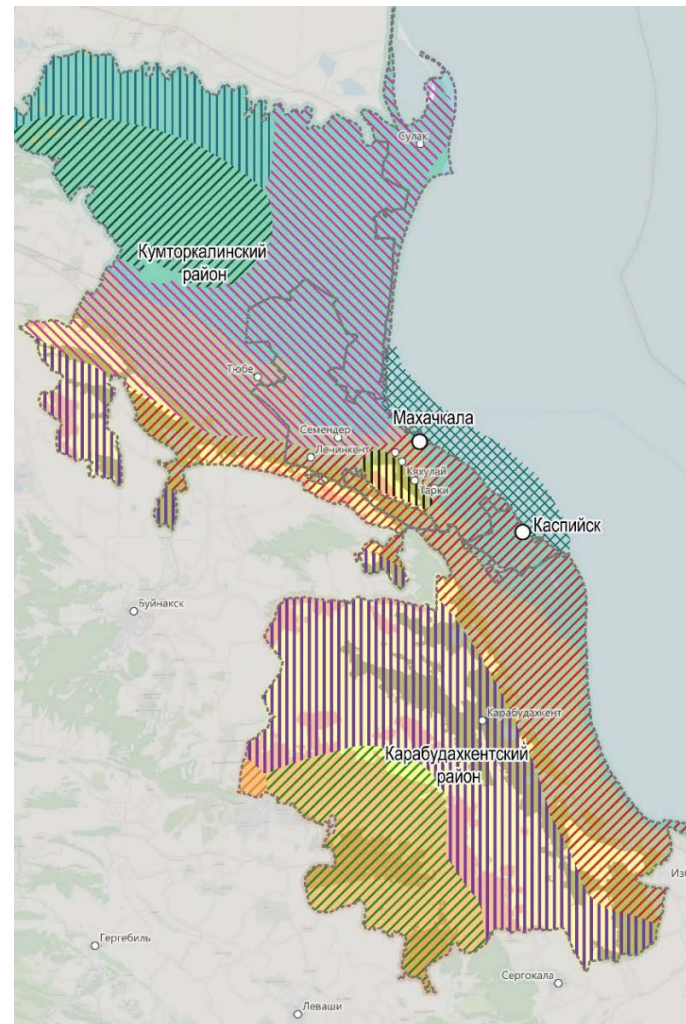 Сулак
Кумторкалинский
район
Тюбе
Махачкала
Семендер
Ленинкент
Кяхулай
Тарки
Каспийск
Буйнакск
Карабудахкент
Карабудахкентский
район
Гергебиль
Сергокала
Леваши